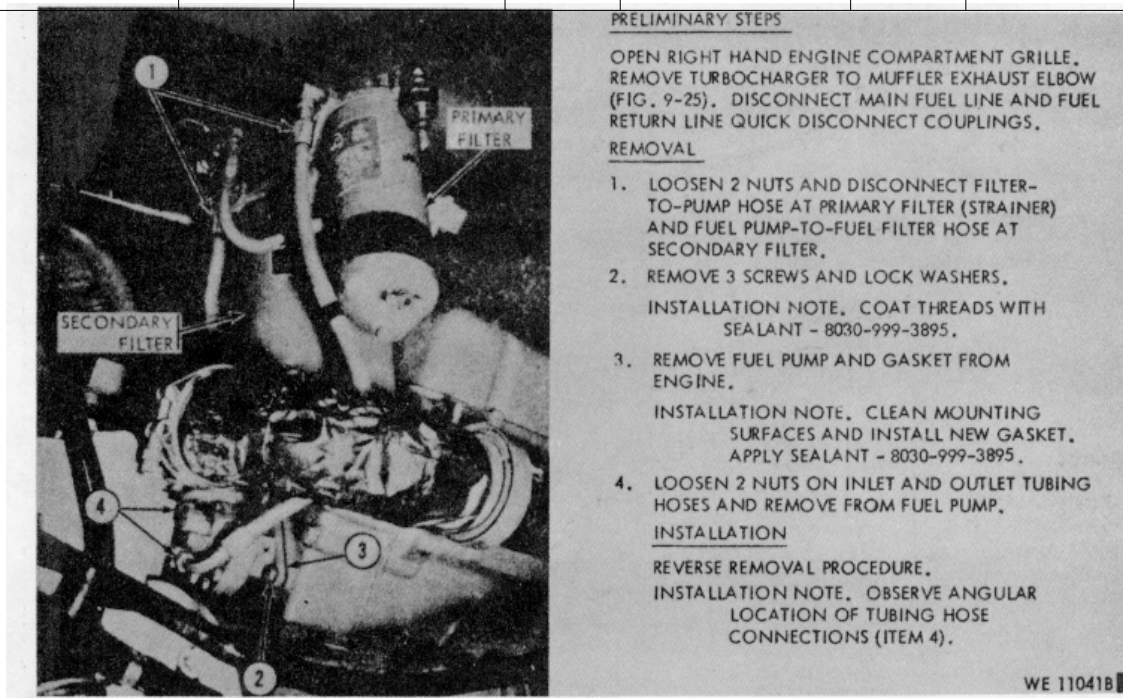 1
PRIMARY
FILTER
SECONDARY
FILTER
4
3
2
PRELIMINARY STEPS
OPEN RIGHT HAND ENGINE COMPARTMENT GRILLE.
REMOVE TURBOCHARGER TO MUFFLER EXHAUST ELBOW
(FIG. 9-25). DISCONNECT MAIN FUEL LINE AND FUEL
RETURN LINE QUICK DISCONNECT COUPLINGS.
REMOVAL
1. LOOSEN 2 NUTS AND DISCONNECT FILTER-
TO-PUMP HOSE AT PRIMARY FILTER (STRAINER)
AND FUEL PUMP-TO-FUEL FILTER HOSE AT
SECONDARY FILTER.
2. REMOVE 3 SCREWS AND LOCK WASHERS.
INSTALLATION NOTE. COAT THREADS WITH
SEALANT - 8030-999-3895.
3. REMOVE FUEL PUMP AND GASKET FROM
ENGINE.
INSTALLATION NOTE. CLEAN MOUNTING
SURFACES AND INSTALL NEW GASKET.
APPLY SEALANT - 8030-999-3895.
4. LOOSEN 2 NUTS ON INLET AND OUTLET TUBING
HOSES AND REMOVE FROM FUEL PUMP.
INSTALLATION
REVERSE REMOVAL PROCEDURE.
INSTALLATION NOTE. OBSERVE ANGULAR
LOCATION OF TUBING HOSE
CONNECTIONS (ITEM 4).
WE 11041B